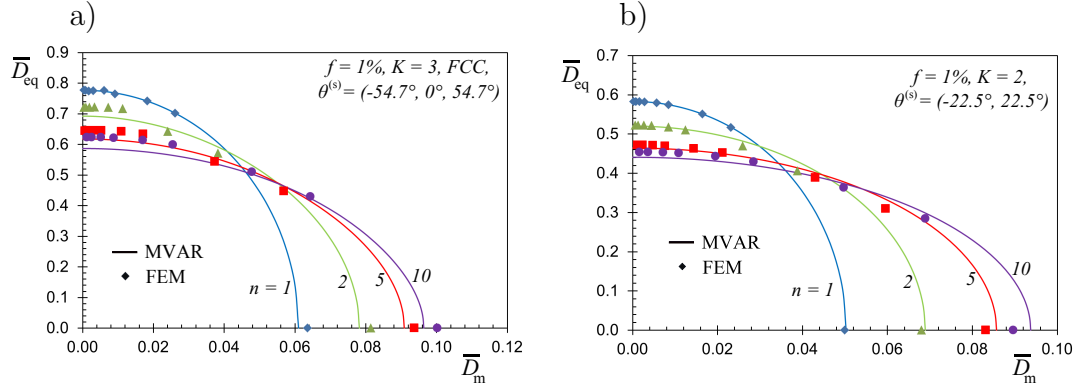 a)
D̅eq
0.9
0.8
0.7
0.6
0.5
0.4
0.3
0.2
0.1
0.0
f = 1%, K = 3, FCC,
θ(s) = (-54.7°, 0°, 54.7°)
MVAR
FEM
n = 1
2
5
10
0.00 0.02 0.04 0.06 0.08 0.10 0.12
D̅m
b)
D̅eq
0.7
0.6
0.5
0.4
0.3
0.2
0.1
0.0
f = 1%, K = 2,
θ(s) = (-22.5°, 22.5°)
MVAR
FEM
n = 1
2
5
10
0.00 0.02 0.04 0.06 0.08 0.10
D̅m